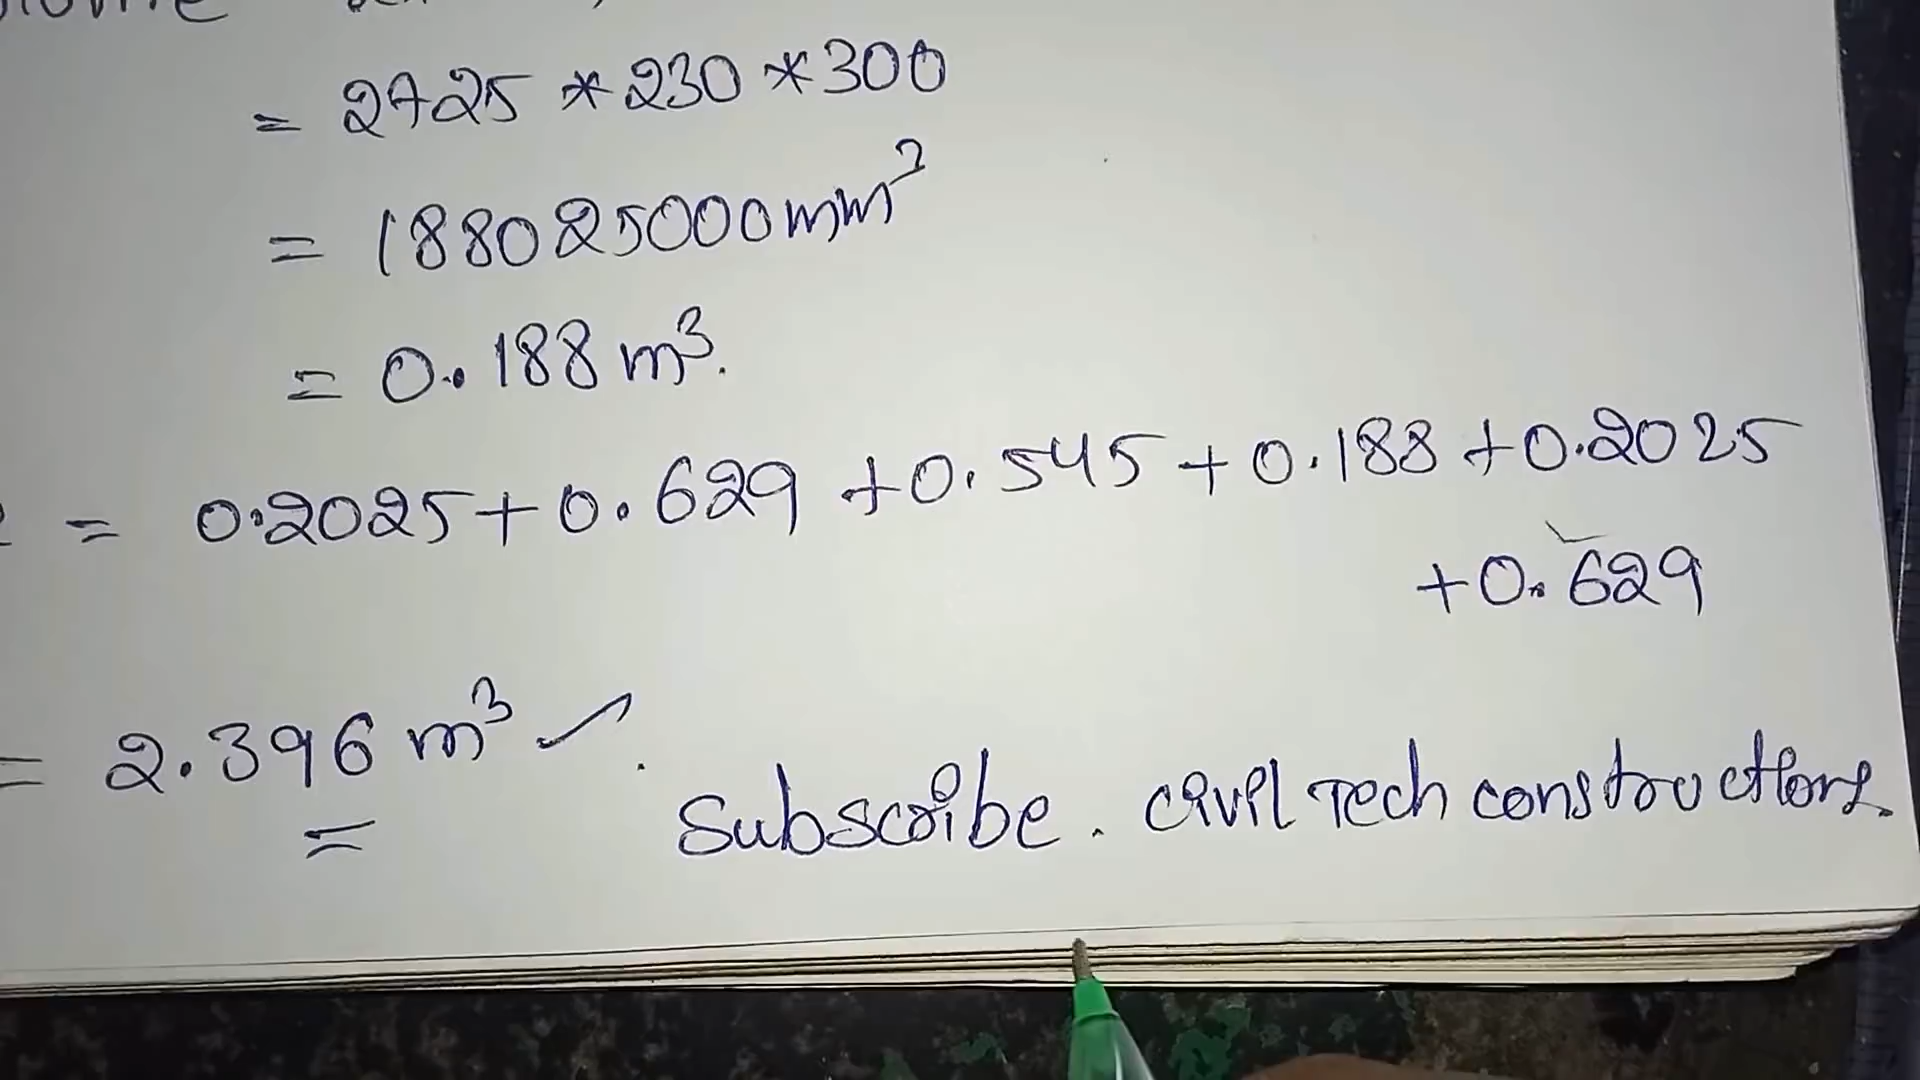 = 2725 * 230 * 300
= 188025000 mm²
= 0.188 m³.
= 0.2025 + 0.629 + 0.545 + 0.188 + 0.2025
+ 0.629
= 2.396 m³ ✓.
Subscribe. Civil Tech constructions.